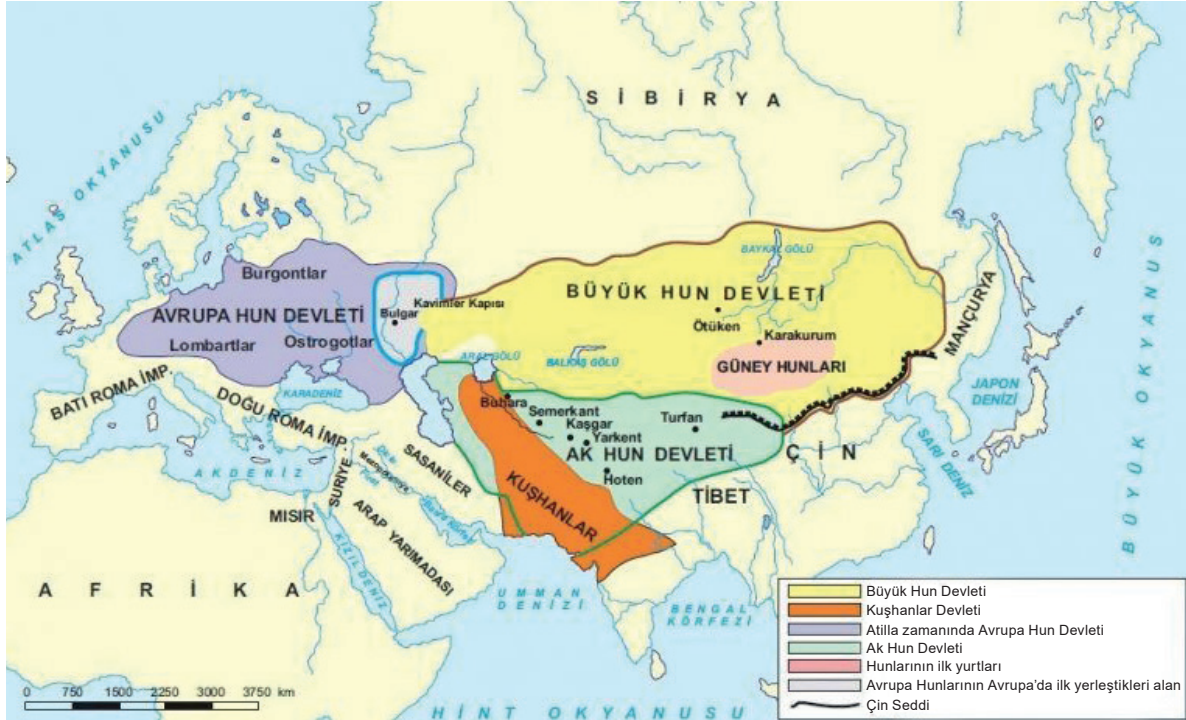 SİBİRYA
ATLAS OKYANUSU
BAYKAL GÖLÜ
Burgontlar
Kavimler Kapısı
BÜYÜK HUN DEVLETİ
AVRUPA HUN DEVLETİ
Bulgar
Ötüken
Karakurum
MANÇURYA
Lombartlar
Ostrogotlar
ARAL GÖLÜ
BALKAŞ GÖLÜ
GÜNEY HUNLARI
BATI ROMA İMP.
KARADENİZ
JAPON
DENİZİ
DOĞU ROMA İMP.
Buhara
Semerkant
Kaşgar
Yarkent
Turfan
AK HUN DEVLETİ
ÇİN
SARI DENİZ
BÜYÜK OKYANUS
AKDENİZ
SURİYE
SASANİLER
Hoten
KUŞHANLAR
TİBET
MISIR
ARAP YARIMADASI
KIZILDENİZ
AFRİKA
UMMAN
DENİZİ
BENGAL
KÖRFEZİ
HİNT OKYANUSU
0 750 1500 2250 3000 3750 km
Büyük Hun Devleti
Kuşhanlar Devleti
Atilla zamanında Avrupa Hun Devleti
Ak Hun Devleti
Hunlarının ilk yurtları
Avrupa Hunlarının Avrupa'da ilk yerleştikleri alan
Çin Seddi